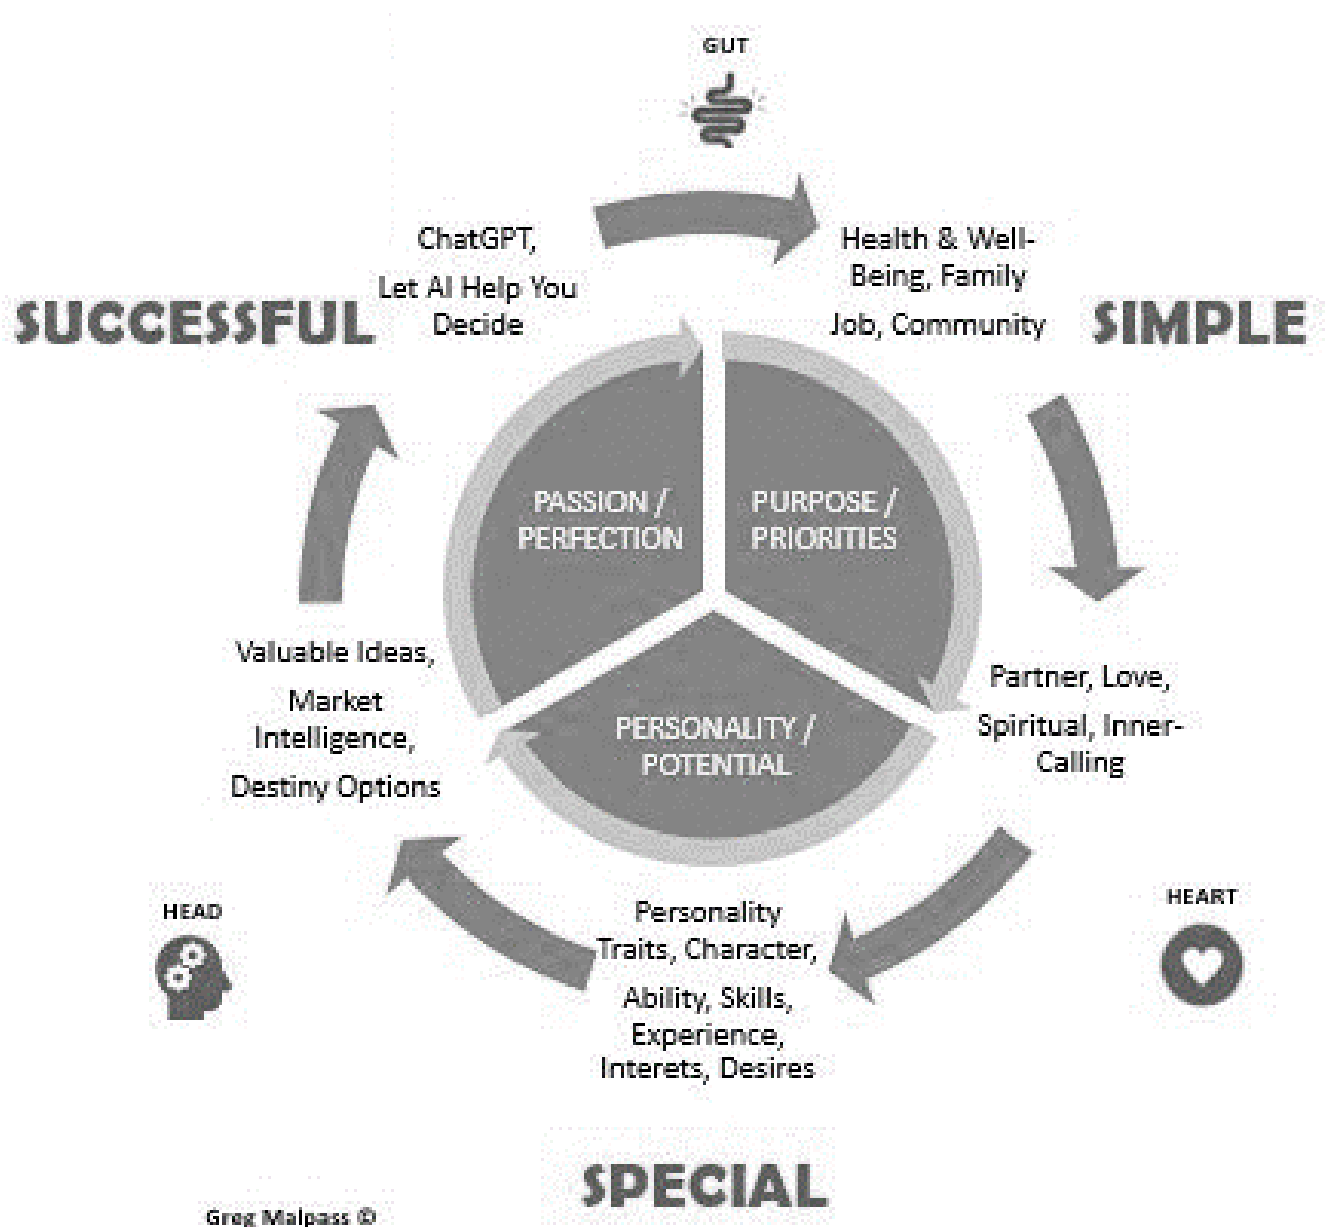 GUT
ChatGPT,
Let AI Help You
Decide
Health & Well-
Being, Family
Job, Community
SUCCESSFUL
SIMPLE
PASSION /
PERFECTION
PURPOSE /
PRIORITIES
PERSONALITY /
POTENTIAL
Valuable Ideas,
Market
Intelligence,
Destiny Options
Partner, Love,
Spiritual, Inner-
Calling
HEAD
HEART
Personality
Traits, Character,
Ability, Skills,
Experience,
Interets, Desires
SPECIAL
Greg Malpass ©